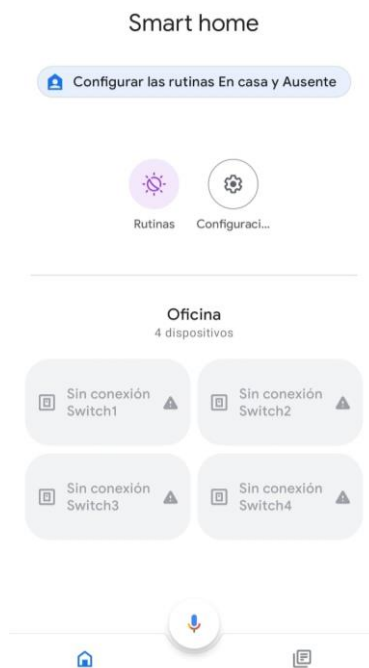 Smart home
Configurar las rutinas En casa y Ausente
Rutinas
Configuraci...
Oficina
4 dispositivos
Sin conexión
Switch1
Sin conexión
Switch2
Sin conexión
Switch3
Sin conexión
Switch4